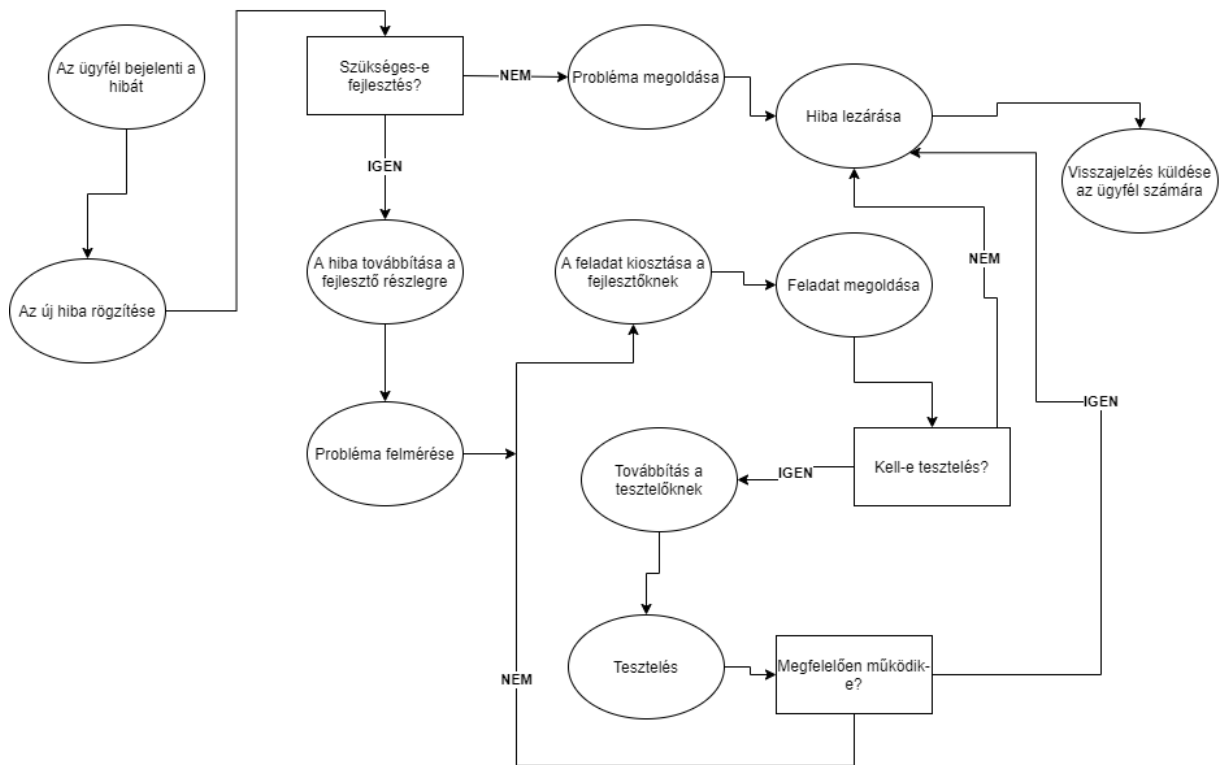 Az ügyfél bejelenti a
hibát
Szükséges-e
fejlesztés?
NEM
Probléma megoldása
Hiba lezárása
Visszajelzés küldése
az ügyfél számára
IGEN
Az új hiba rögzítése
A hiba továbbítása a
fejlesztő részlegre
A feladat kiosztása a
fejlesztőknek
Feladat megoldása
NEM
IGEN
Probléma felmérése
Továbbítás a
tesztelőknek
IGEN
Kell-e tesztelés?
Tesztelés
Megfelelően működik-
e?
NEM